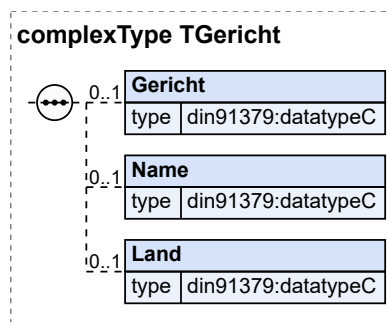 complexType TGericht
0..1 Gericht
type din91379:datatypeC
0..1 Name
type din91379:datatypeC
0..1 Land
type din91379:datatypeC